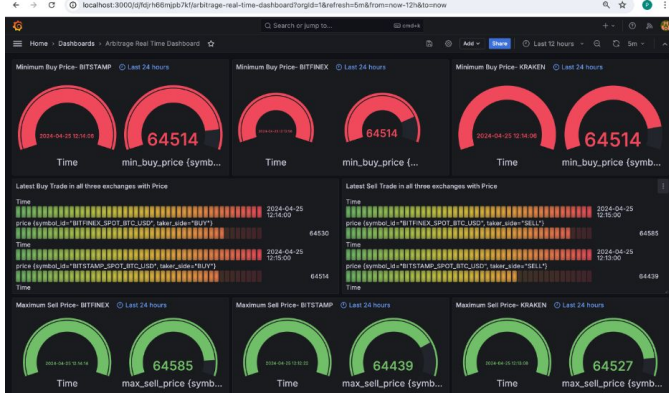 localhost:3000/d/fdjrh66mjpb7kf/arbitrage-real-time-dashboard?orgId=1&refresh=5m&from=now-12h&to=now
Search or jump to...
cmd+k
Home › Dashboards › Arbitrage Real Time Dashboard
Add
Share
Last 12 hours
5m
Minimum Buy Price- BITSTAMP
Last 24 hours
2024-04-25 12:14:06
Time
64514
min_buy_price {symb...
Minimum Buy Price- BITFINEX
Last 24 hours
Time
64514
min_buy_price {...
Minimum Buy Price- KRAKEN
Last 24 hours
2024-04-25 12:14:06
Time
64514
min_buy_price {symb...
Latest Buy Trade in all three exchanges with Price
Time
2024-04-25 12:14:00
price {symbol_id="BITFINEX_SPOT_BTC_USD", taker_side="BUY"}
64530
Time
2024-04-25 12:15:00
price {symbol_id="BITSTAMP_SPOT_BTC_USD", taker_side="BUY"}
64514
Time
Latest Sell Trade in all three exchanges with Price
Time
2024-04-25 12:15:00
price {symbol_id="BITFINEX_SPOT_BTC_USD", taker_side="SELL"}
64585
Time
2024-04-25 12:13:00
price {symbol_id="BITSTAMP_SPOT_BTC_USD", taker_side="SELL"}
64439
Time
Maximum Sell Price- BITFINEX
Last 24 hours
Time
64585
max_sell_price {symb...
Maximum Sell Price- BITSTAMP
Last 24 hours
Time
64439
max_sell_price {symb...
Maximum Sell Price- KRAKEN
Last 24 hours
Time
64527
max_sell_price {symb...